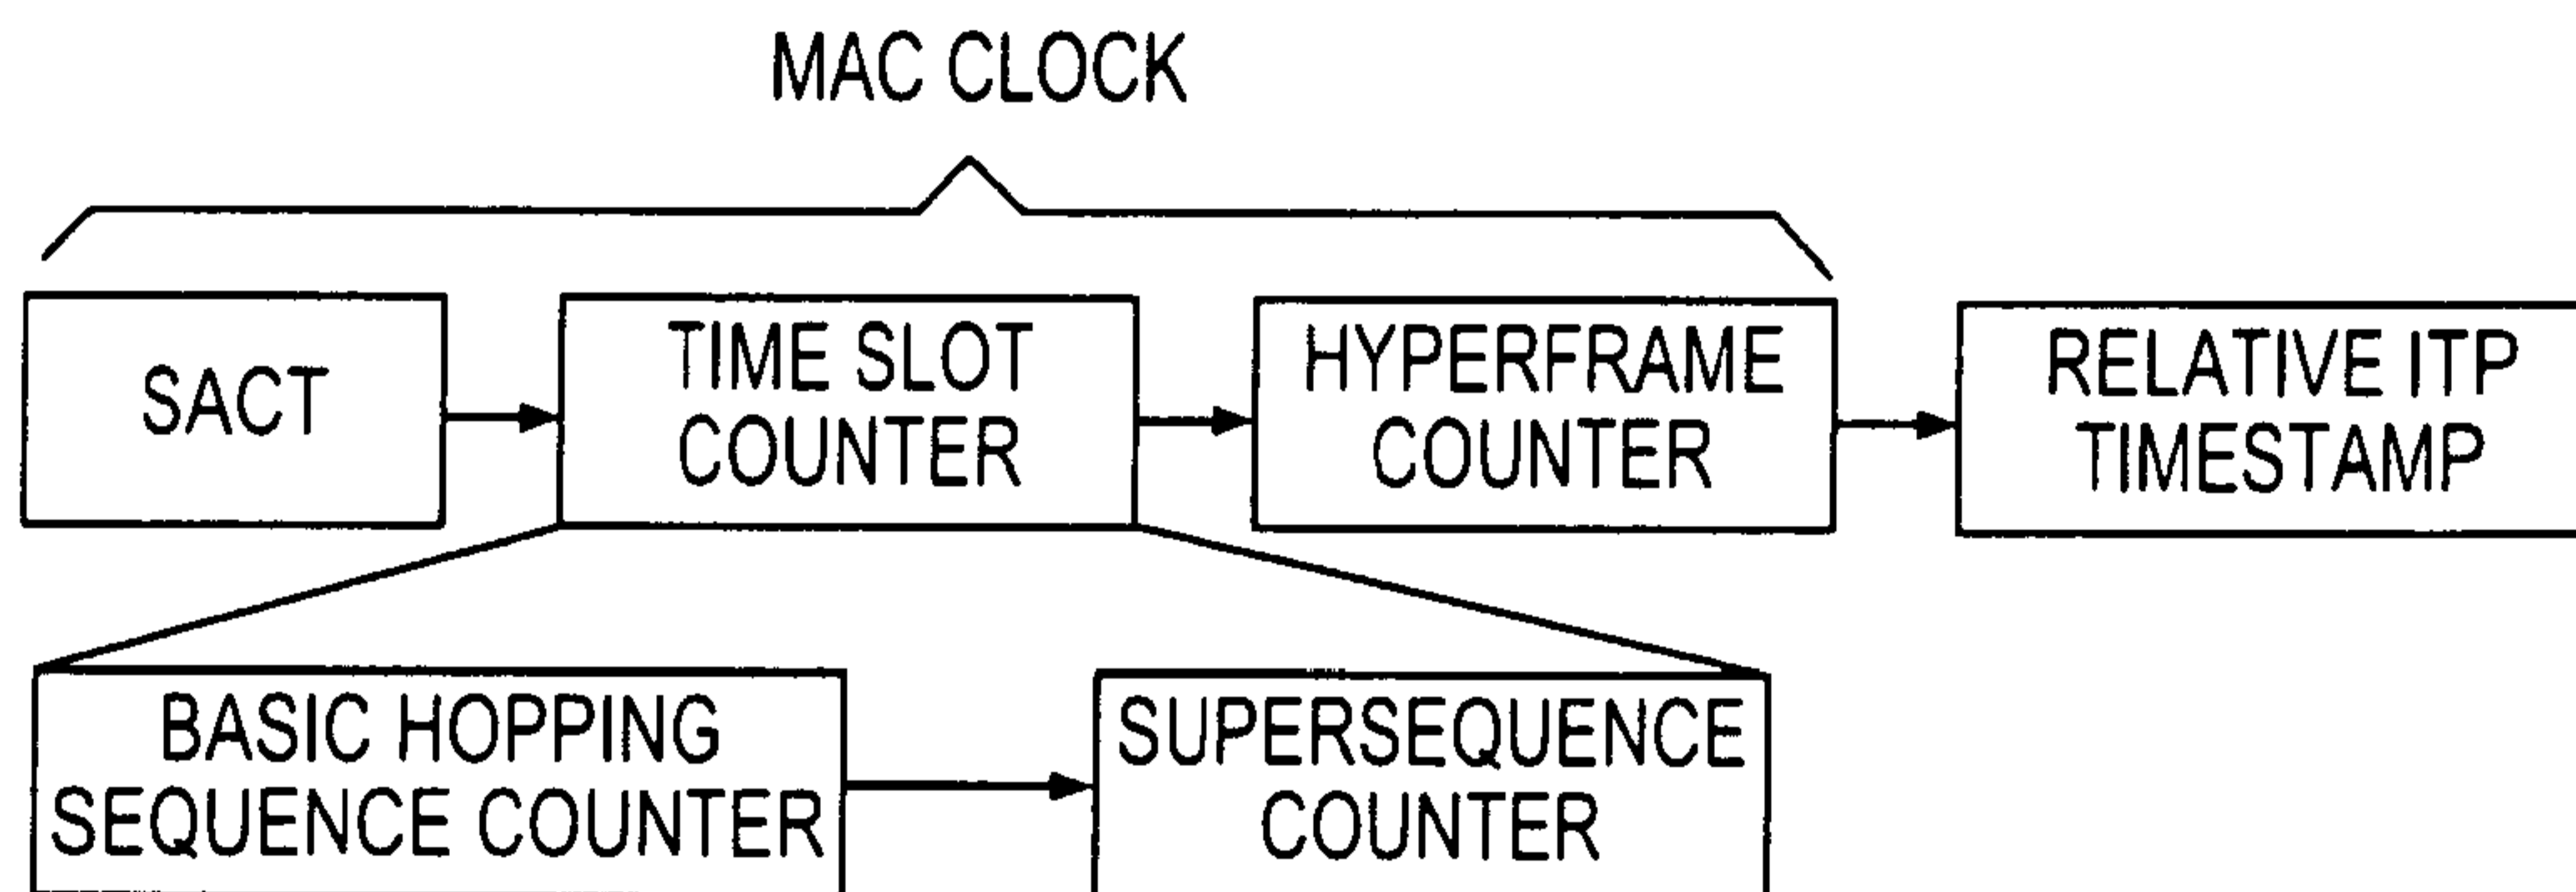 MAC CLOCK
SACT
TIME SLOT
COUNTER
HYPERFRAME
COUNTER
RELATIVE ITP
TIMESTAMP
BASIC HOPPING
SEQUENCE COUNTER
SUPERSEQUENCE
COUNTER